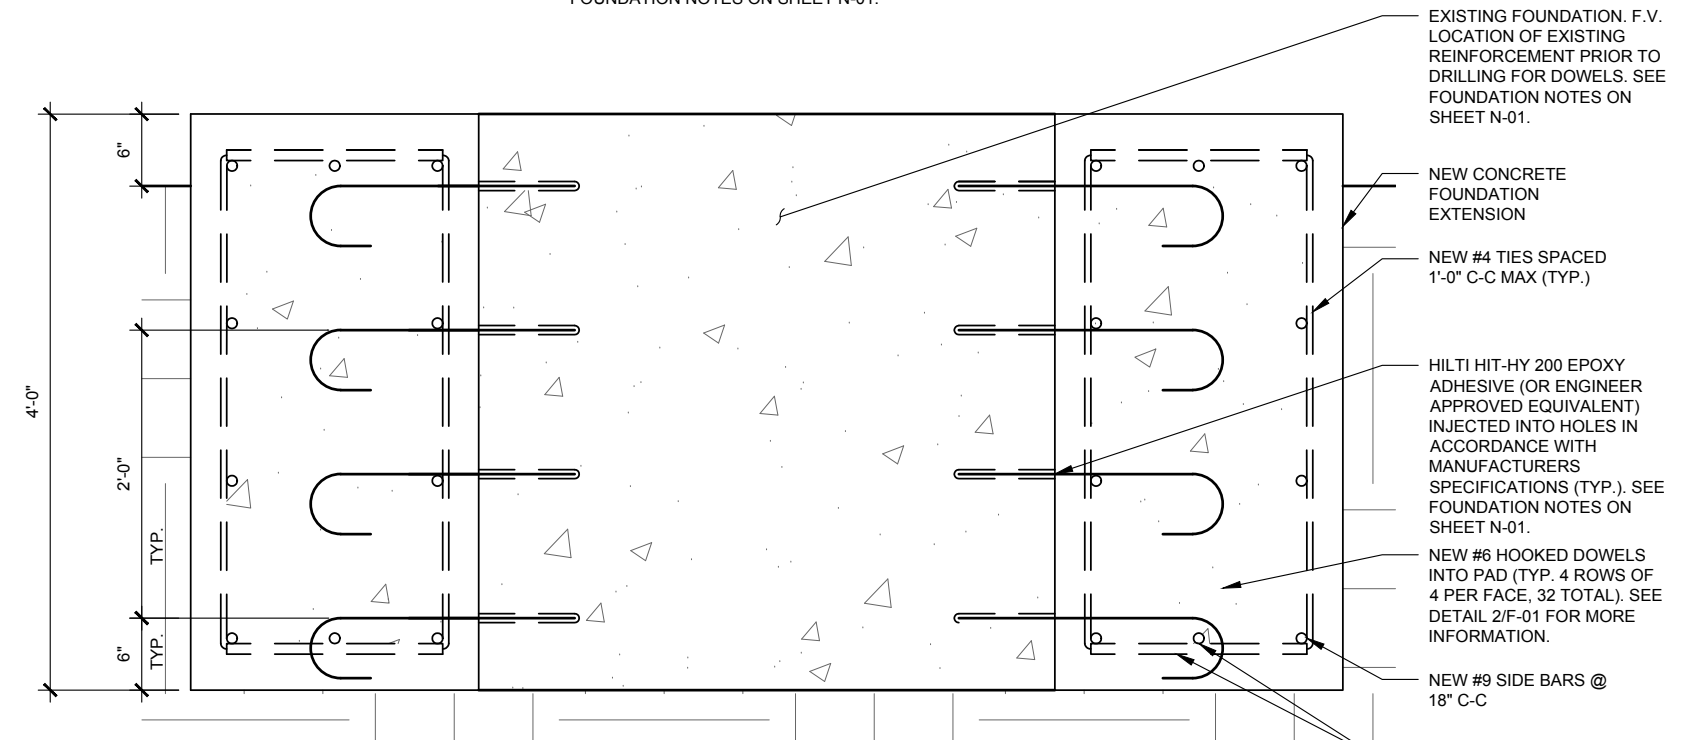 FOUNDATION NOTES ON SHEET N-01.
EXISTING FOUNDATION. F.V.
LOCATION OF EXISTING
REINFORCEMENT PRIOR TO
DRILLING FOR DOWELS. SEE
FOUNDATION NOTES ON
SHEET N-01.
6"
NEW CONCRETE
FOUNDATION
EXTENSION
NEW #4 TIES SPACED
1'-0" C-C MAX (TYP.)
4'-0"
2'-0"
TYP.
HILTI HIT-HY 200 EPOXY
ADHESIVE (OR ENGINEER
APPROVED EQUIVALENT)
INJECTED INTO HOLES IN
ACCORDANCE WITH
MANUFACTURERS
SPECIFICATIONS (TYP.). SEE
FOUNDATION NOTES ON
SHEET N-01.
NEW #6 HOOKED DOWELS
INTO PAD (TYP. 4 ROWS OF
4 PER FACE, 32 TOTAL). SEE
DETAIL 2/F-01 FOR MORE
INFORMATION.
6"
TYP.
NEW #9 SIDE BARS @
18" C-C